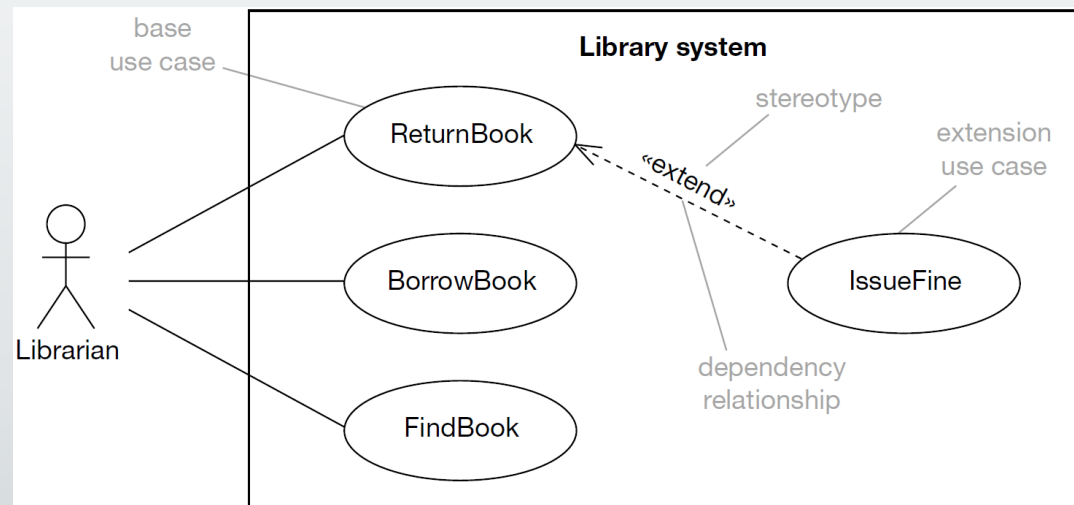 base
use case
Library system
stereotype
ReturnBook
«extend»
extension
use case
BorrowBook
IssueFine
Librarian
dependency
relationship
FindBook